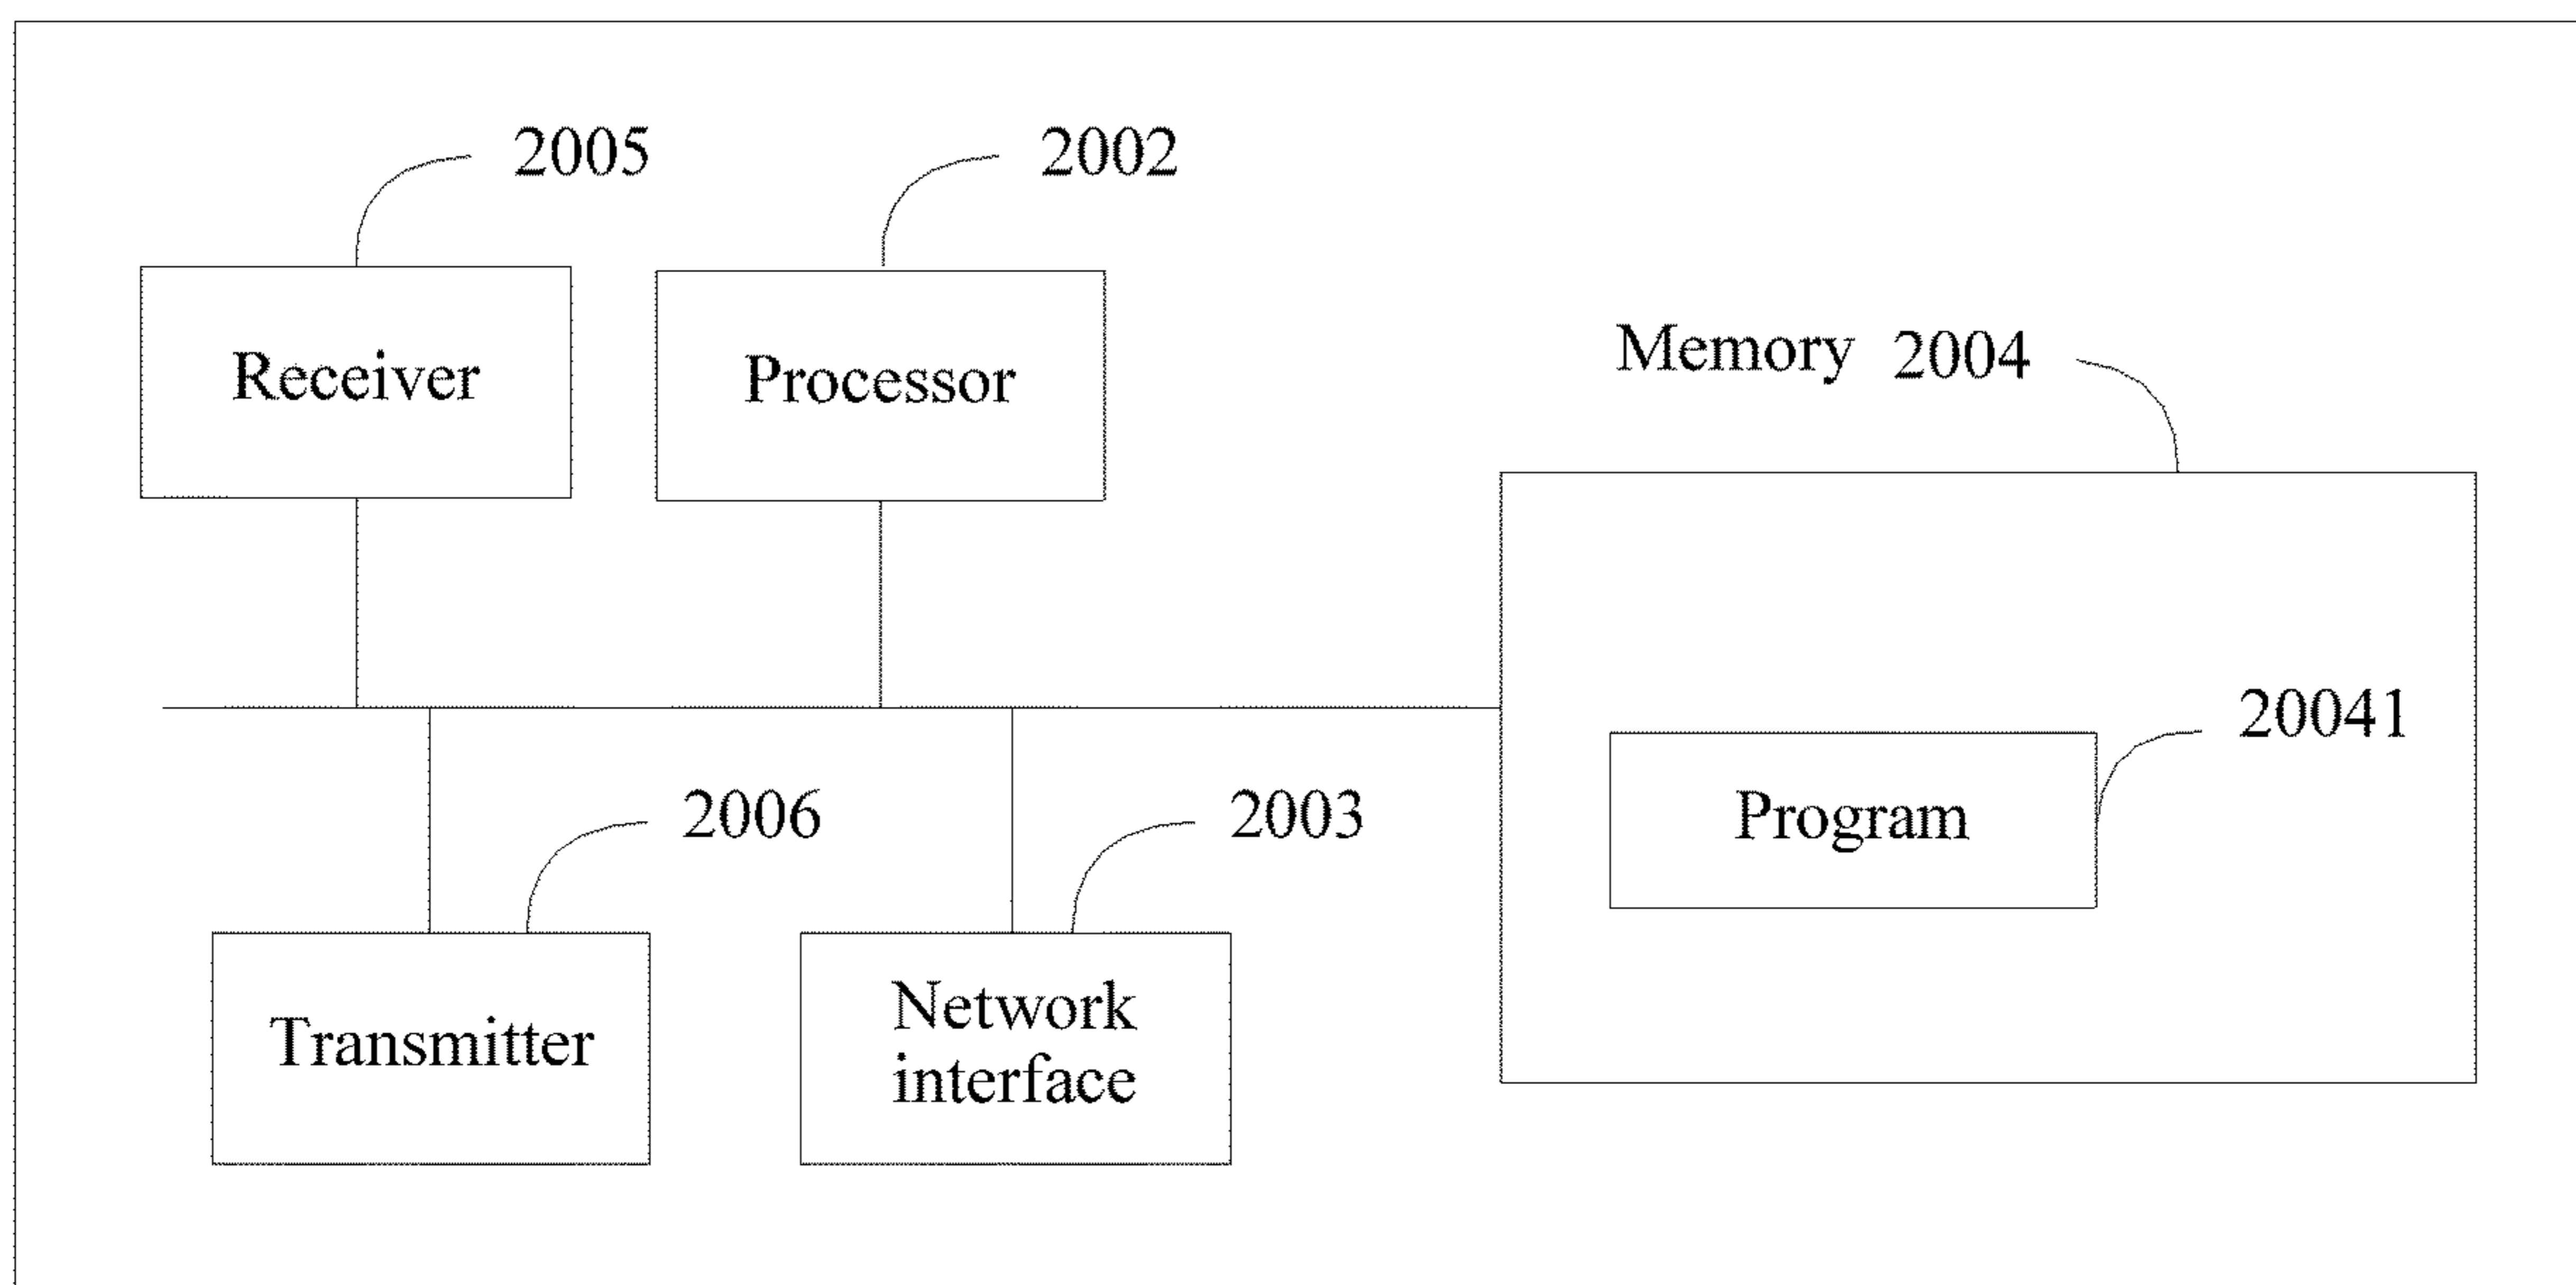 2005
2002
Receiver
Processor
Memory 2004
20041
Program
2006
2003
Transmitter
Network
interface